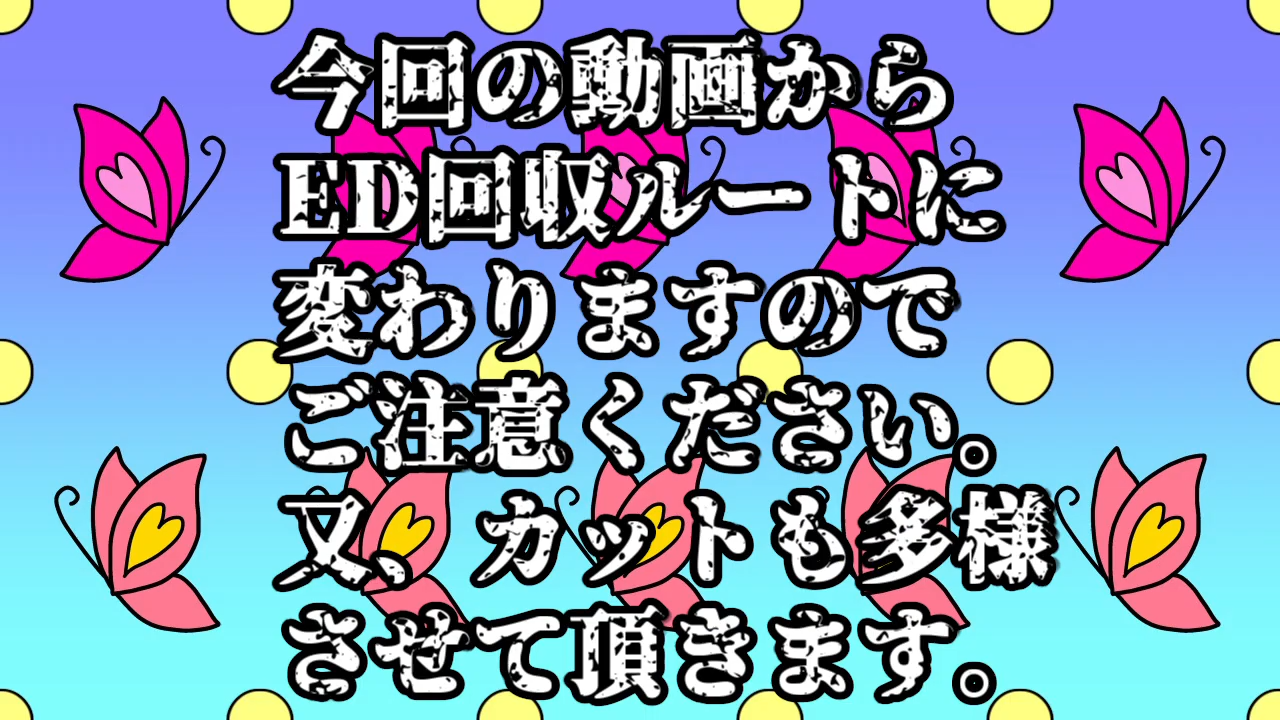 今回の動画から
ED回収ルートに
変わりますので
ご注意ください。
又、カットも多様
させて頂きます。